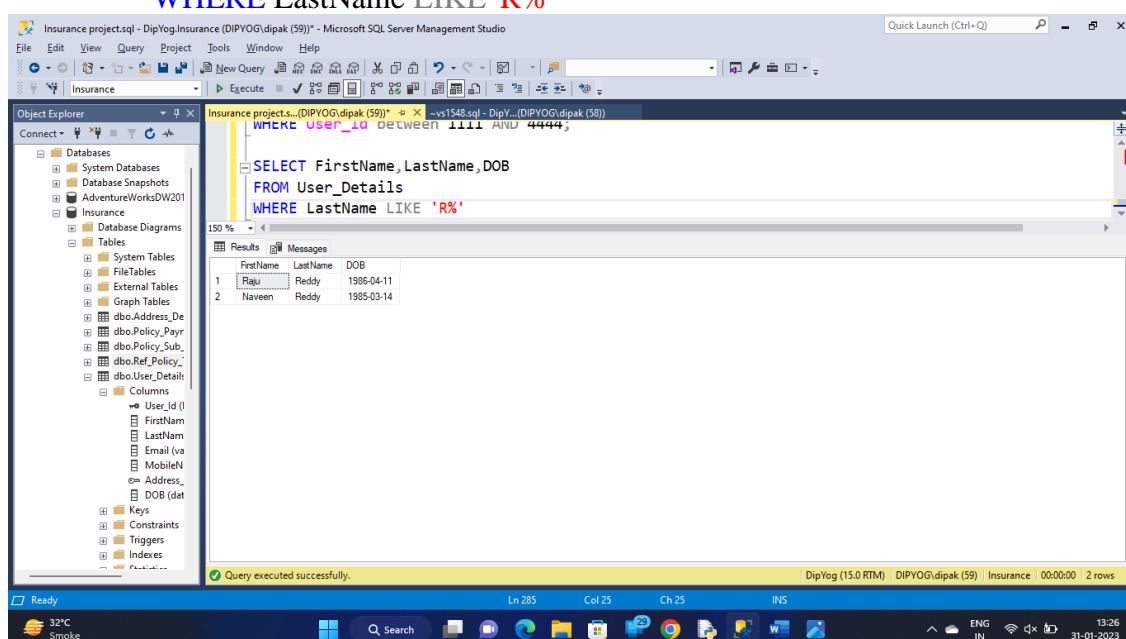 WHERE LastName LIKE 'R%'
Insurance project.sql - DipYog.Insurance (DIPYOG\dipak (59))* - Microsoft SQL Server Management Studio
Quick Launch (Ctrl+Q)
File Edit View Query Project Tools Window Help
New Query
Insurance
Execute
Object Explorer
Insurance project.s...(DIPYOG\dipak (59))*
~vs1548.sql - DipY...(DIPYOG\dipak (58))
Connect
Databases
System Databases
Database Snapshots
AdventureWorksDW201
Insurance
Database Diagrams
Tables
System Tables
FileTables
External Tables
Graph Tables
dbo.Address_De
dbo.Policy_Payr
dbo.Policy_Sub_
dbo.Ref_Policy_
dbo.User_Details
Columns
User_Id (
FirstNam
LastNam
Email (va
MobileN
Address_
DOB (dat
Keys
Constraints
Triggers
Indexes
Statistics
WHERE User_Id between 1111 AND 4444;
SELECT FirstName,LastName,DOB
FROM User_Details
WHERE LastName LIKE 'R%'
150 %
Results Messages
FirstName LastName DOB
1 Raju Reddy 1986-04-11
2 Naveen Reddy 1985-03-14
Query executed successfully.
DipYog (15.0 RTM) DIPYOG\dipak (59) Insurance 00:00:00 2 rows
Ready Ln 285 Col 25 Ch 25 INS
32°C
Smoke
Search
29
ENG
IN
13:26
31-01-2023